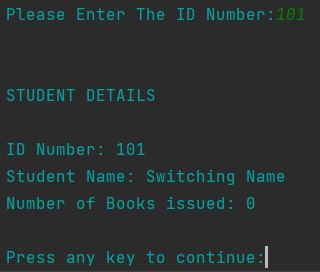 Please Enter The ID Number:101
STUDENT DETAILS
ID Number: 101
Student Name: Switching Name
Number of Books issued: 0
Press any key to continue: